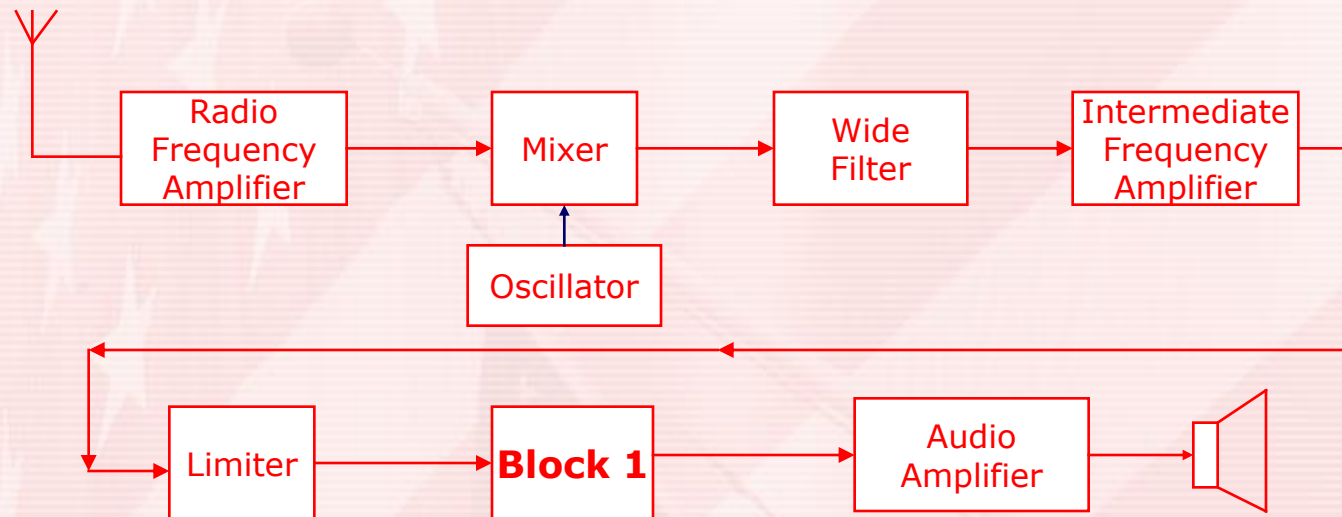 Radio
Frequency
Amplifier
Mixer
Wide
Filter
Intermediate
Frequency
Amplifier
Oscillator
Limiter
Block 1
Audio
Amplifier